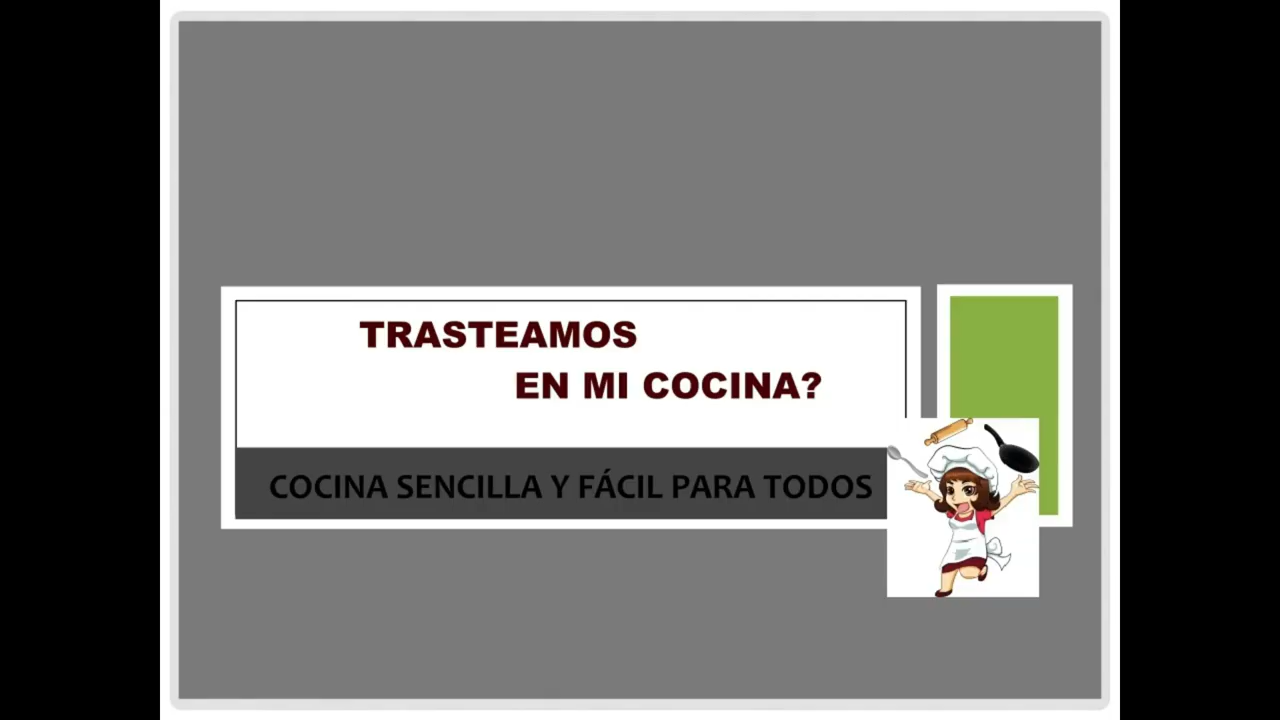 TRASTEAMOS
EN MI COCINA?
COCINA SENCILLA Y FÁCIL PARA TODOS